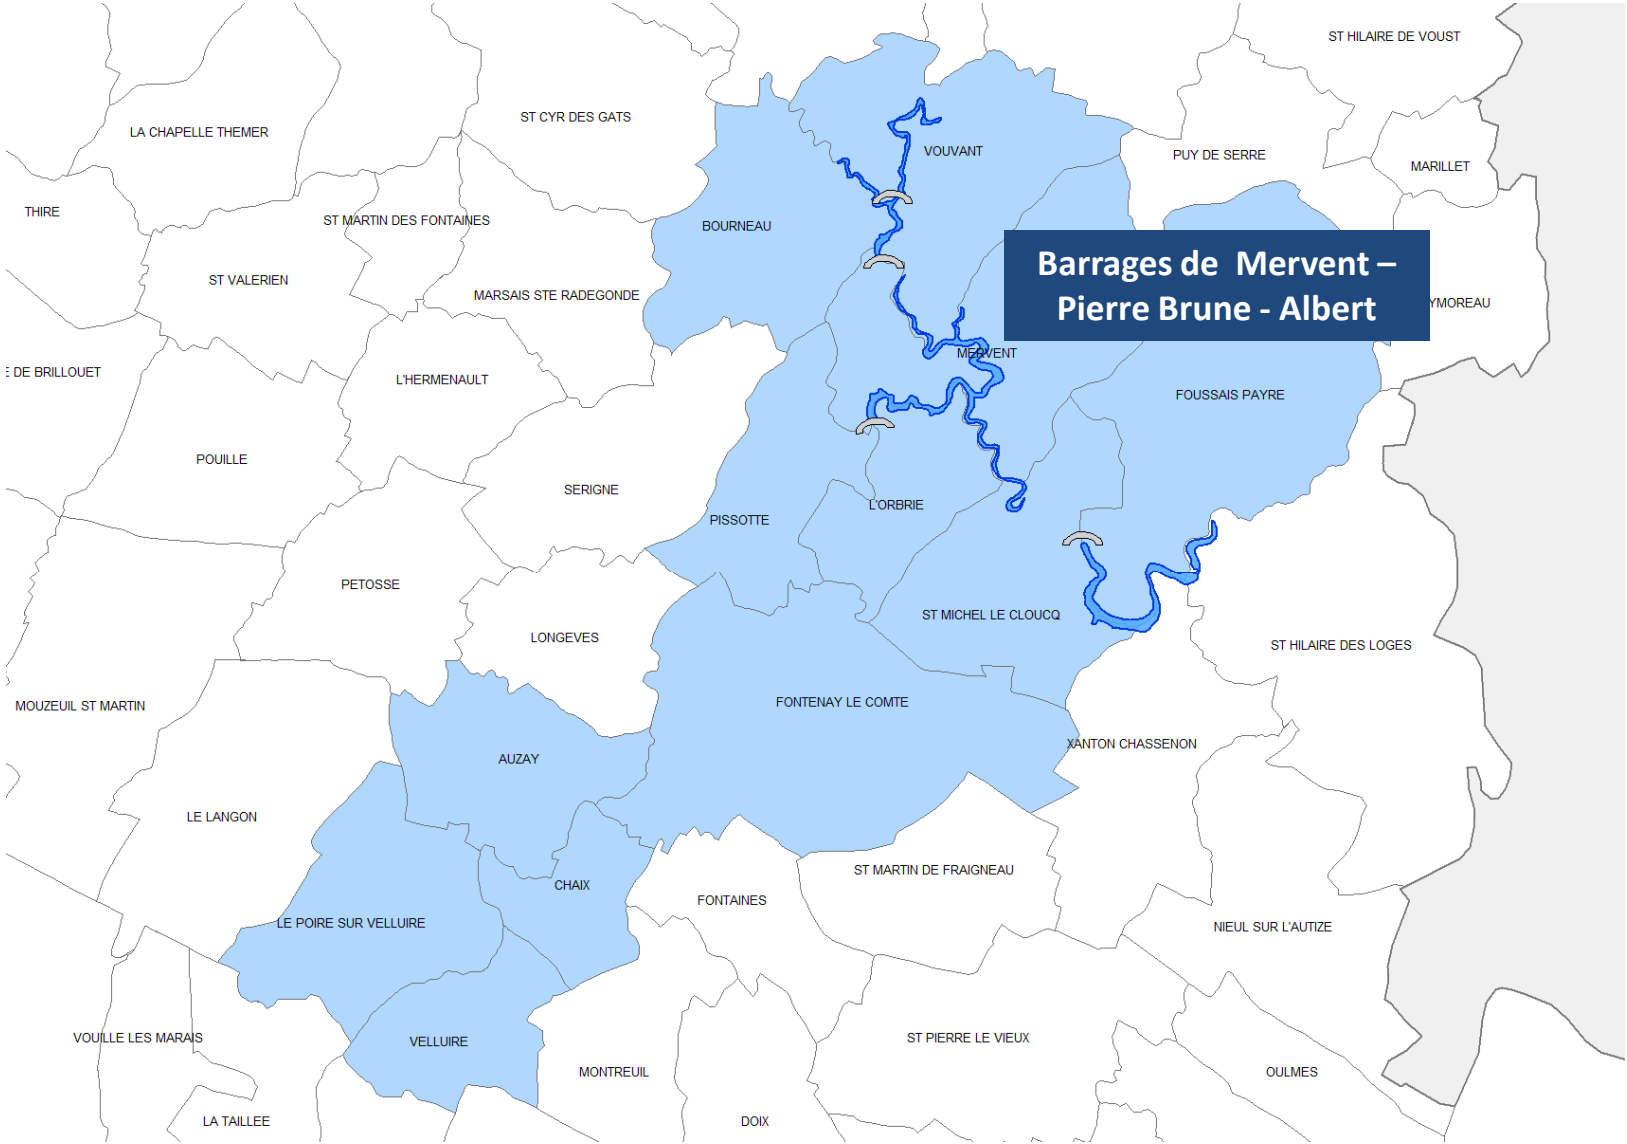 ST HILAIRE DE VOUST
ST CYR DES GATS
LA CHAPELLE THEMER
VOUVANT
PUY DE SERRE
MARILLET
THIRE
ST MARTIN DES FONTAINES
BOURNEAU
Barrages de Mervent –
Pierre Brune - Albert
ST VALERIEN
MARSAIS STE RADEGONDE
YMOREAU
MERVENT
E DE BRILLOUET
L'HERMENAULT
FOUSSAIS PAYRE
POUILLE
SERIGNE
L'ORBRIE
PISSOTTE
PETOSSE
ST MICHEL LE CLOUCQ
LONGEVES
ST HILAIRE DES LOGES
MOUZEUIL ST MARTIN
FONTENAY LE COMTE
XANTON CHASSENON
AUZAY
LE LANGON
ST MARTIN DE FRAIGNEAU
CHAIX
FONTAINES
LE POIRE SUR VELLUIRE
NIEUL SUR L'AUTIZE
VOUILLE LES MARAIS
VELLUIRE
ST PIERRE LE VIEUX
MONTREUIL
OULMES
LA TAILLEE
DOIX